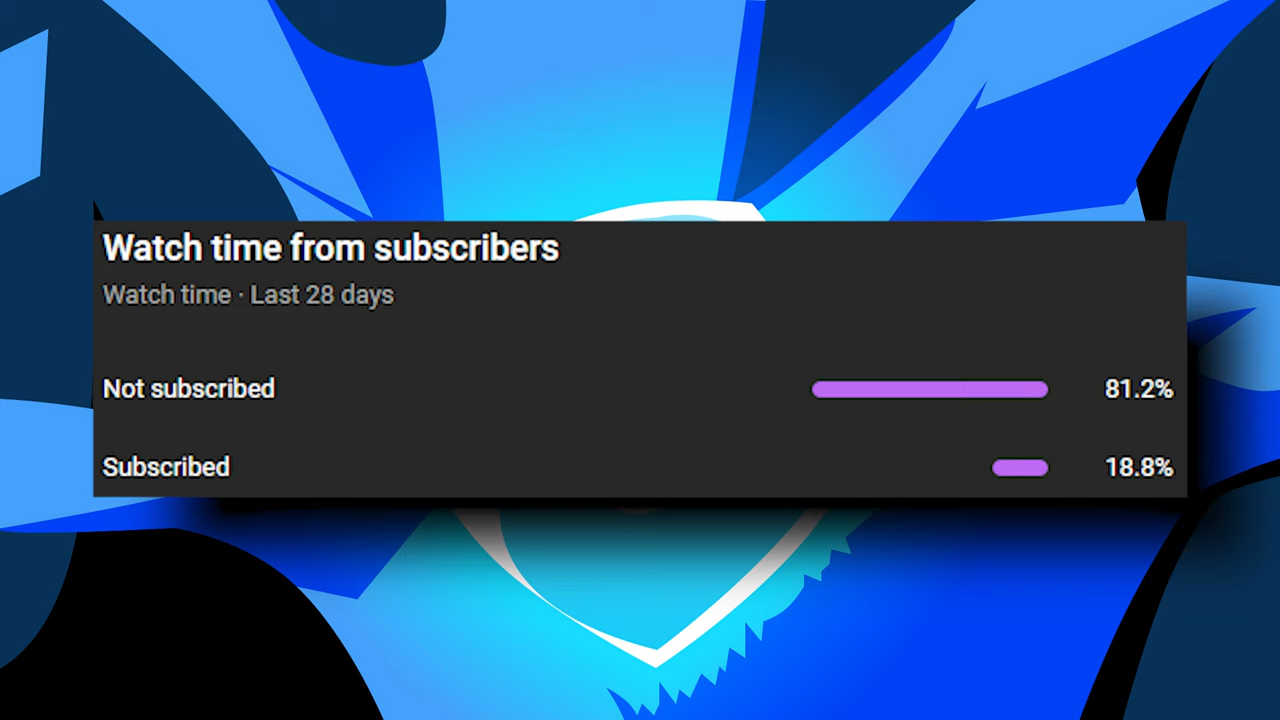 Watch time from subscribers
Watch time · Last 28 days
Not subscribed 81.2%
Subscribed 18.8%